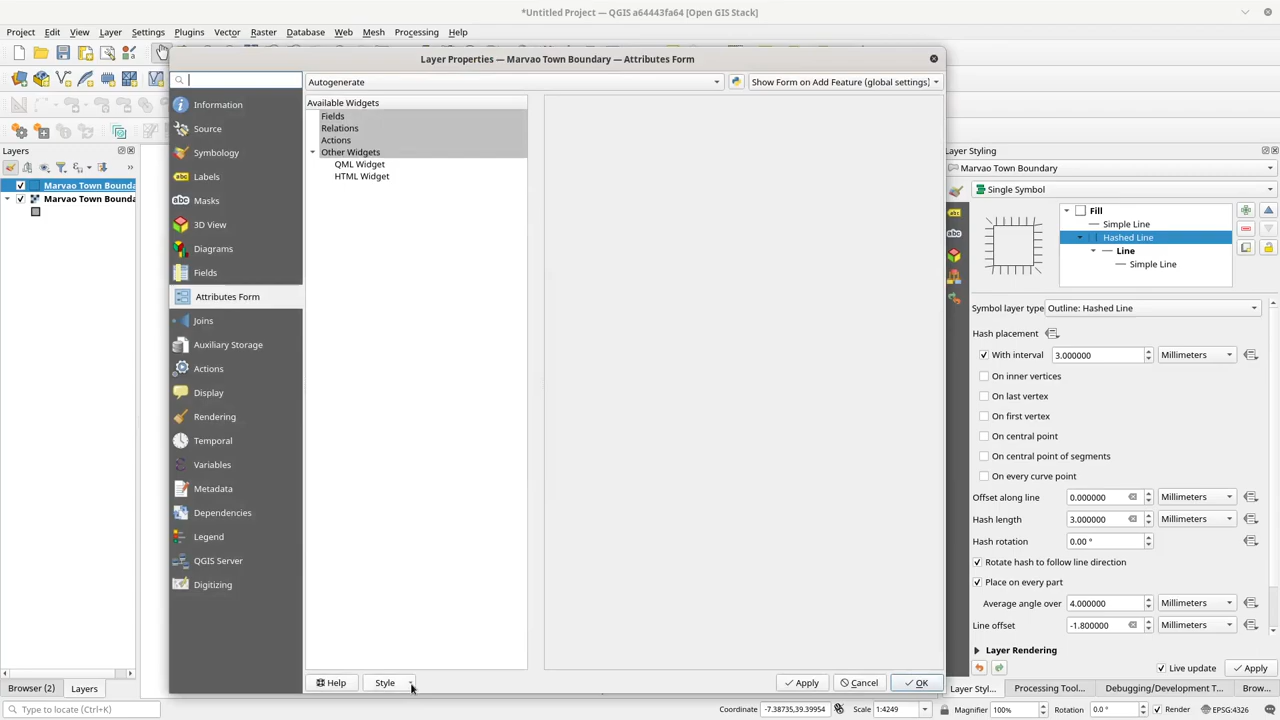 *Untitled Project — QGIS a64443fa64 [Open GIS Stack]
Project Edit View Layer Settings Plugins Vector Raster Database Web Mesh Processing Help
Layer Properties — Marvao Town Boundary — Attributes Form
Autogenerate
Show Form on Add Feature (global settings)
Available Widgets
Fields
Relations
Actions
Other Widgets
QML Widget
HTML Widget
Information
Source
Symbology
Labels
Masks
3D View
Diagrams
Fields
Attributes Form
Joins
Auxiliary Storage
Actions
Display
Rendering
Temporal
Variables
Metadata
Dependencies
Legend
QGIS Server
Digitizing
Help
Style
Apply
Cancel
OK
Layers
Marvao Town Bounda
Marvao Town Bounda
Browser (2)
Layers
Layer Styling
Marvao Town Boundary
Single Symbol
Fill
Simple Line
Hashed Line
Line
Simple Line
Symbol layer type Outline: Hashed Line
Hash placement
With interval 3.000000 Millimeters
On inner vertices
On last vertex
On first vertex
On central point
On central point of segments
On every curve point
Offset along line 0.000000 Millimeters
Hash length 3.000000 Millimeters
Hash rotation 0.00 °
Rotate hash to follow line direction
Place on every part
Average angle over 4.000000 Millimeters
Line offset -1.800000 Millimeters
Layer Rendering
Live update Apply
Layer Styl... Processing Tool... Debugging/Development T... Brow...
Type to locate (Ctrl+K)
Coordinate -7.38735,39.39954 Scale 1:4249 Magnifier 100% Rotation 0.0 ° Render EPSG:4326